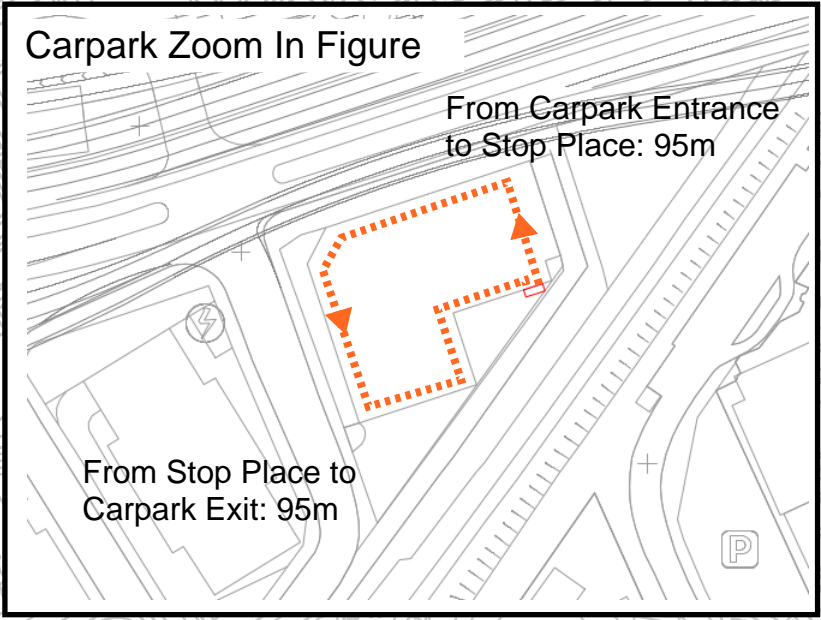 Carpark Zoom In Figure
From Carpark Entrance
to Stop Place: 95m
From Stop Place to
Carpark Exit: 95m
P